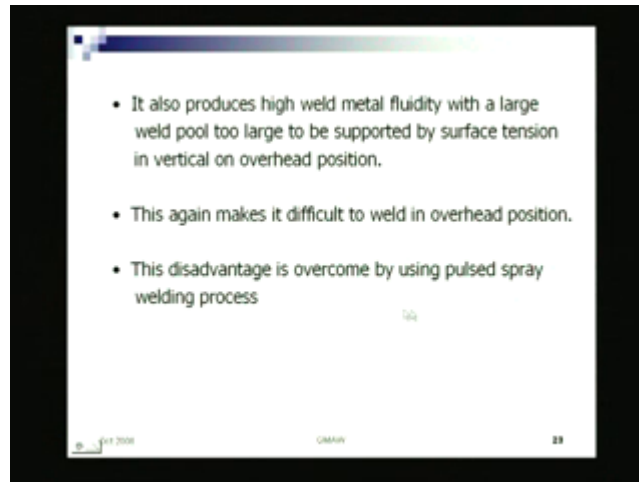 • It also produces high weld metal fluidity with a large
weld pool too large to be supported by surface tension
in vertical on overhead position.
• This again makes it difficult to weld in overhead position.
• This disadvantage is overcome by using pulsed spray
welding process
GMAW
23